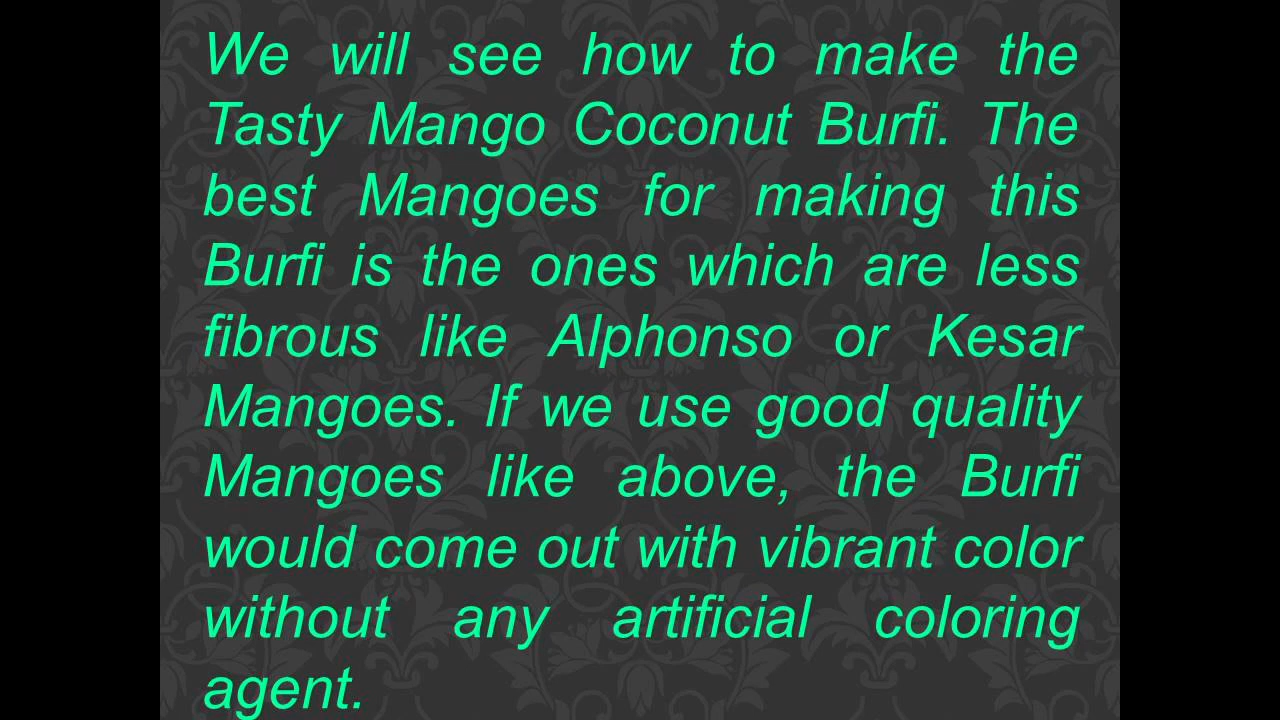 We will see how to make the
Tasty Mango Coconut Burfi. The
best Mangoes for making this
Burfi is the ones which are less
fibrous like Alphonso or Kesar
Mangoes. If we use good quality
Mangoes like above, the Burfi
would come out with vibrant color
without any artificial coloring
agent.